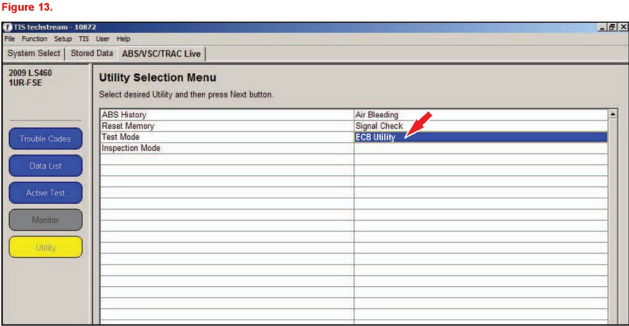 Figure 13.
TIS techstream - 10872
File Function Setup TIS User Help
System Select Stored Data ABS/VSC/TRAC Live
2009 LS460
1UR-FSE
Utility Selection Menu
Select desired Utility and then press Next button.
ABS History Air Bleeding
Reset Memory Signal Check
Test Mode ECB Utility
Inspection Mode
Trouble Codes
Data List
Active Test
Monitor
Utility